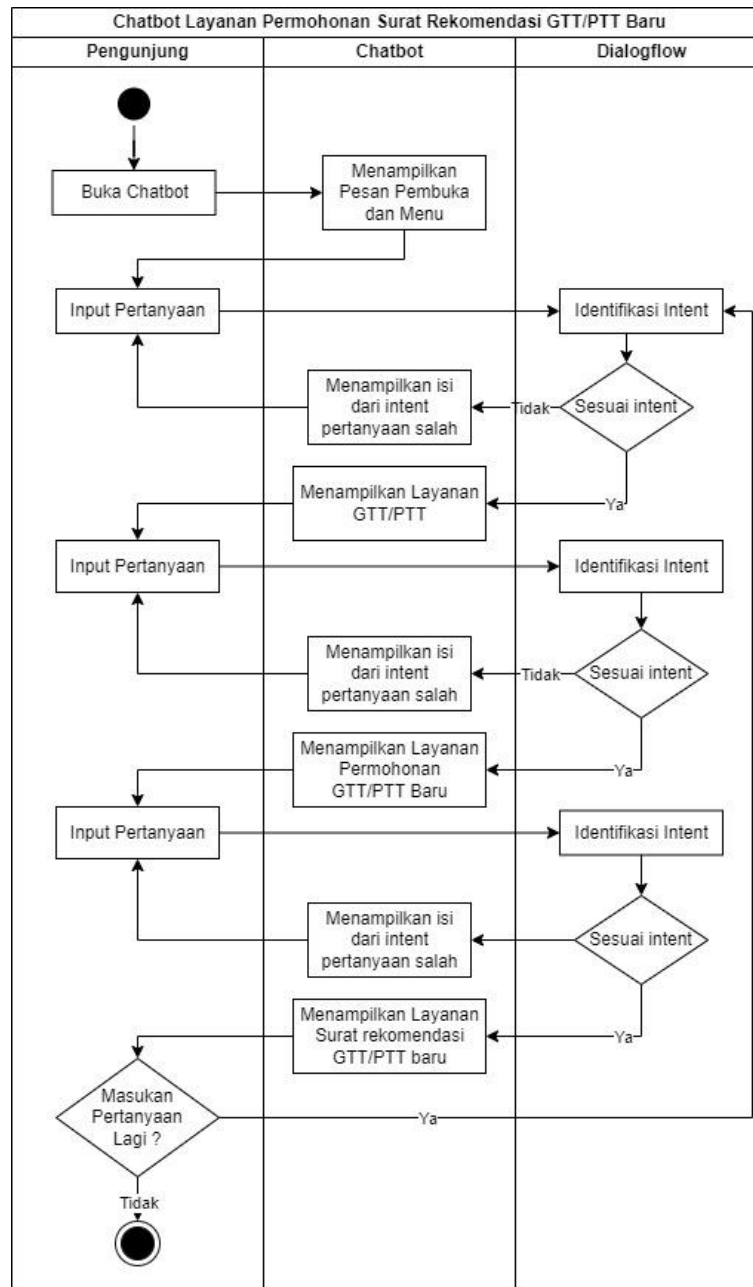 Chatbot Layanan Permohonan Surat Rekomendasi GTT/PTT Baru
Pengunjung
Chatbot
Dialogflow
Buka Chatbot
Menampilkan
Pesan Pembuka
dan Menu
Input Pertanyaan
Identifikasi Intent
Menampilkan isi
dari intent
pertanyaan salah
Tidak
Sesuai intent
Menampilkan Layanan
GTT/PTT
Ya
Input Pertanyaan
Identifikasi Intent
Menampilkan isi
dari intent
pertanyaan salah
Tidak
Sesuai intent
Menampilkan Layanan
Permohonan
GTT/PTT Baru
Ya
Input Pertanyaan
Identifikasi Intent
Menampilkan isi
dari intent
pertanyaan salah
Sesuai intent
Menampilkan Layanan
Surat rekomendasi
GTT/PTT baru
Ya
Masukan
Pertanyaan
Lagi ?
Ya
Tidak